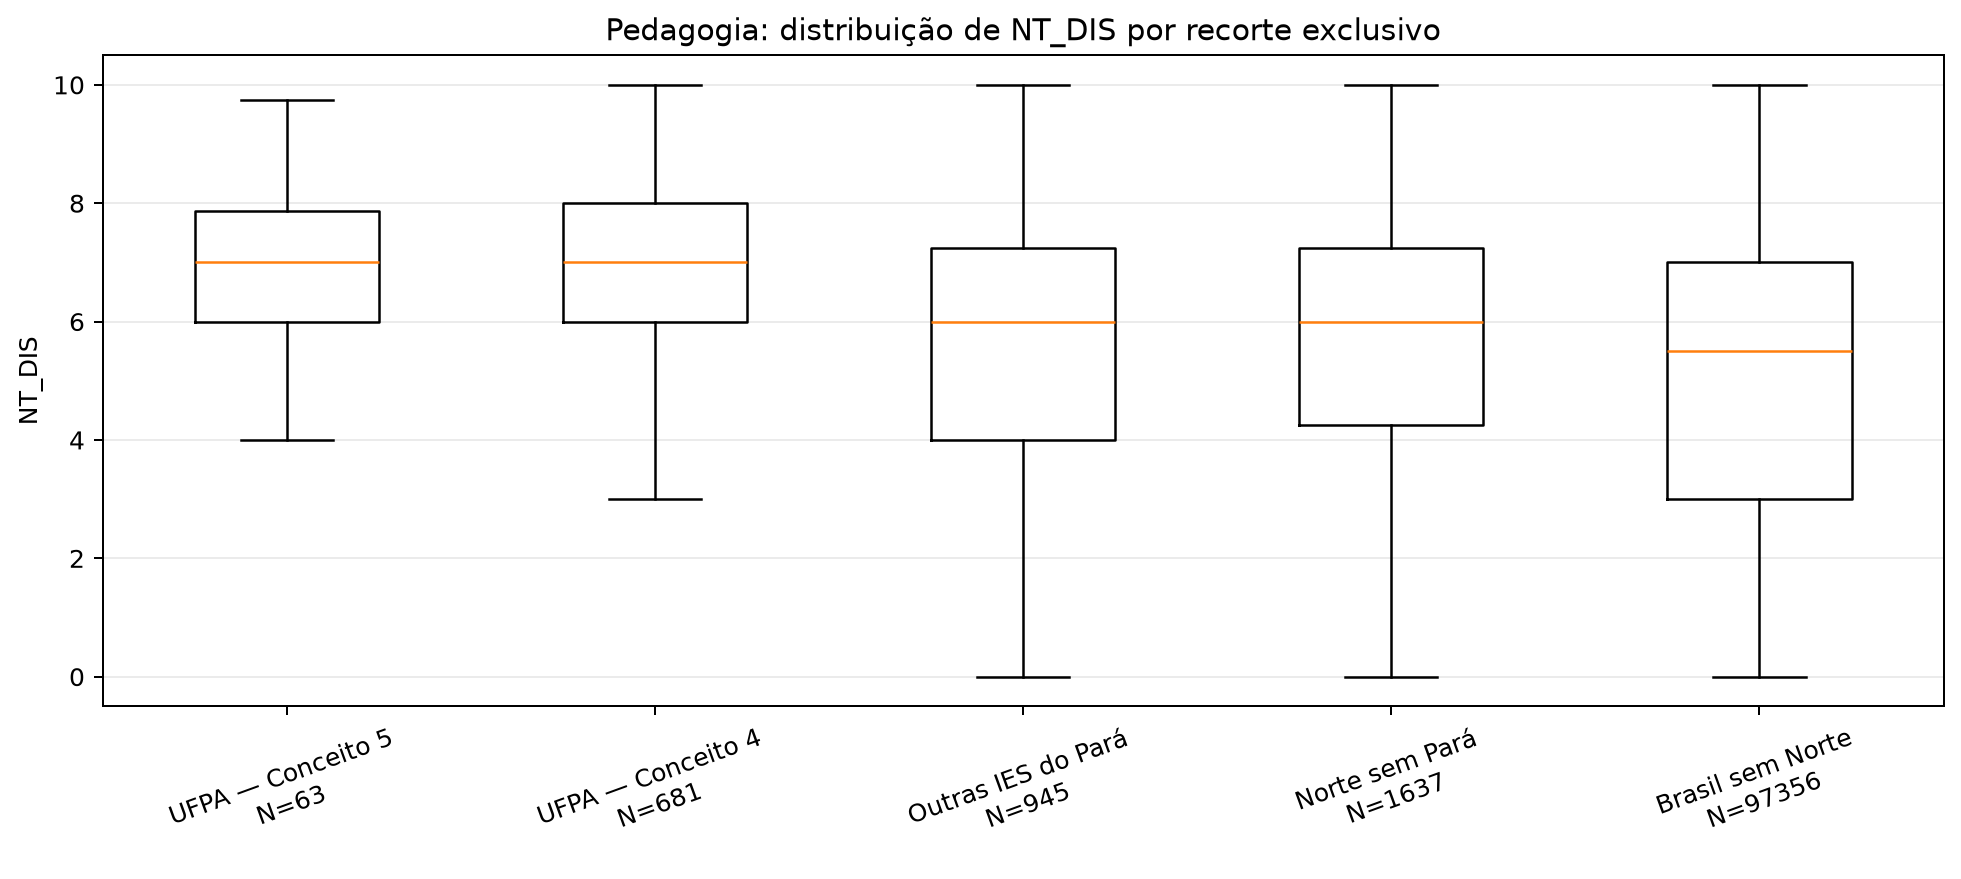 Pedagogia: distribuição de NT_DIS por recorte exclusivo
10
8
6
4
2
0
NT_DIS
UFPA — Conceito 5
N=63
UFPA — Conceito 4
N=681
Outras IES do Pará
N=945
Norte sem Pará
N=1637
Brasil sem Norte
N=97356